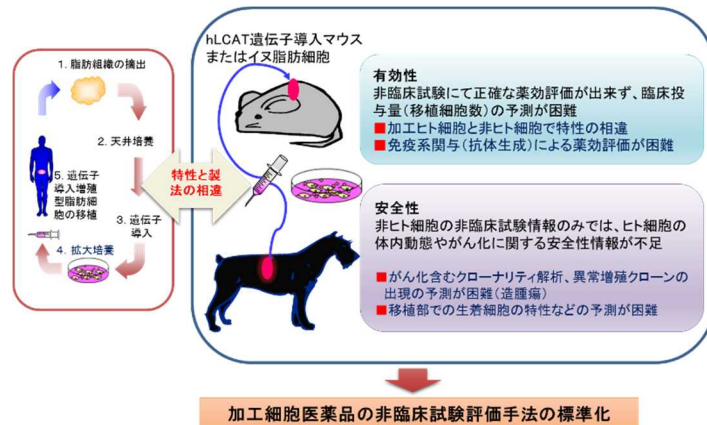 1. 脂肪組織の摘出
2. 天井培養
3. 遺伝子
導入
4. 拡大培養
5. 遺伝子
導入増殖
型脂肪細
胞の移植
特性と製
法の相違
hLCAT遺伝子導入マウス
またはイヌ脂肪細胞
有効性
非臨床試験にて正確な薬効評価が出来ず、臨床投
与量(移植細胞数)の予測が困難
■加工ヒト細胞と非ヒト細胞で特性の相違
■免疫系関与(抗体生成)による薬効評価が困難
安全性
非ヒト細胞の非臨床試験情報のみでは、ヒト細胞の
体内動態やがん化に関する安全性情報が不足
■がん化含むクローナリティ解析、異常増殖クローンの
出現の予測が困難(造腫瘍)
■移植部での生着細胞の特性などの予測が困難
加工細胞医薬品の非臨床試験評価手法の標準化